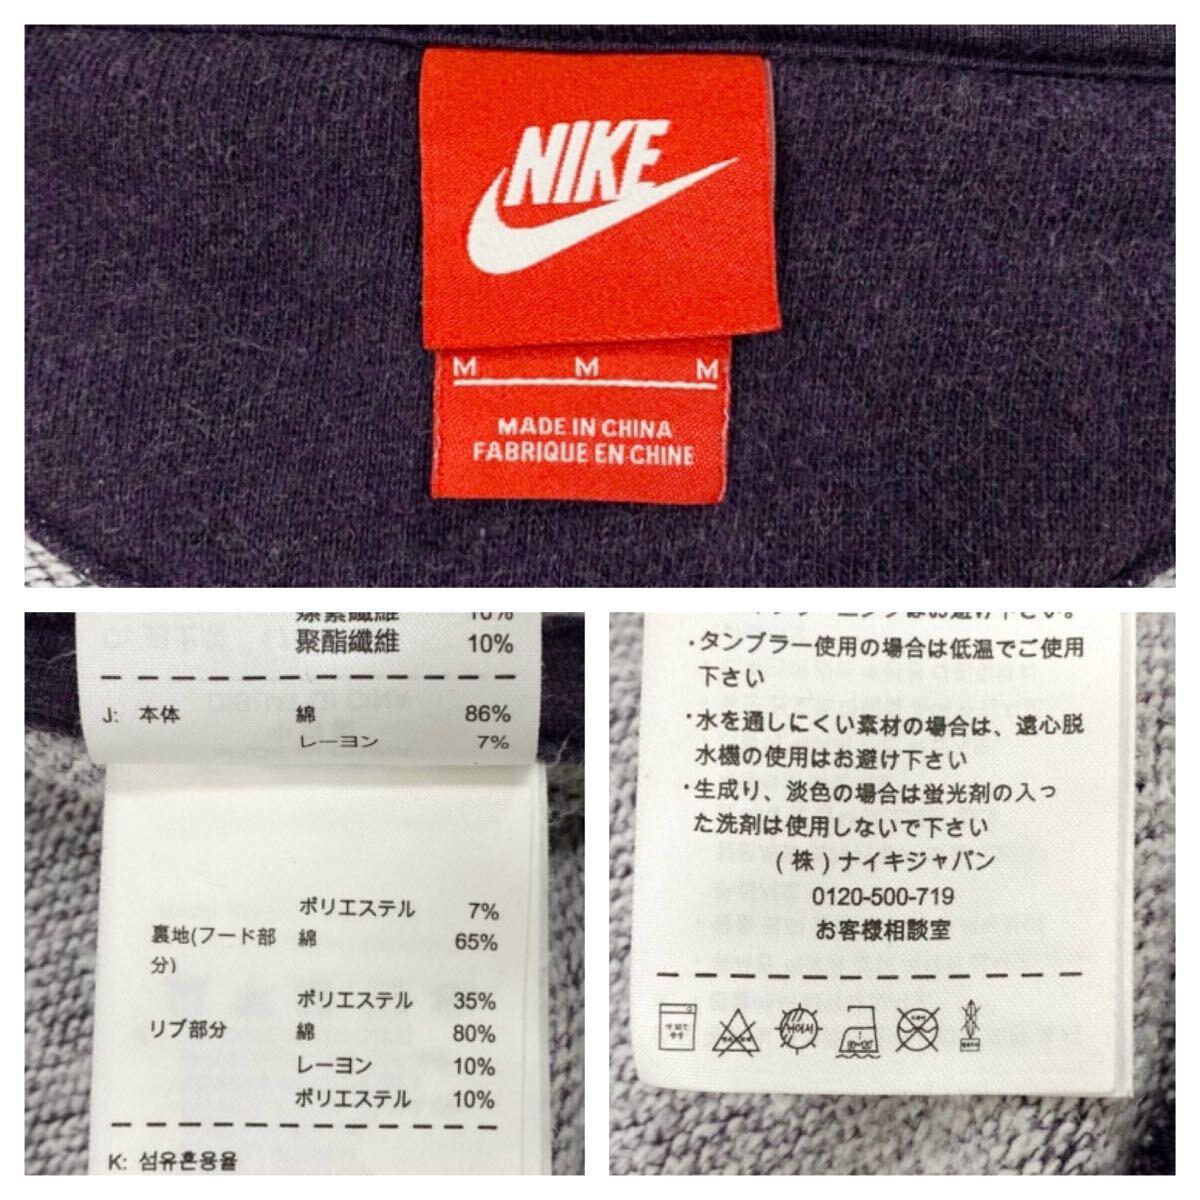 NIKE
M M M
MADE IN CHINA
FABRIQUE EN CHINE
10%
聚酯纖維 10%
J: 本体 綿 86%
レーヨン 7%
ポリエステル 7%
裏地(フード部分) 綿 65%
ポリエステル 35%
リブ部分 綿 80%
レーヨン 10%
ポリエステル 10%
K: 섬유혼용율
・タンブラー使用の場合は低温でご使用
下さい
・水を通しにくい素材の場合は、遠心脱
水機の使用はお避け下さい
・生成り、淡色の場合は蛍光剤の入っ
た洗剤は使用しないで下さい
(株)ナイキジャパン
0120-500-719
お客様相談室